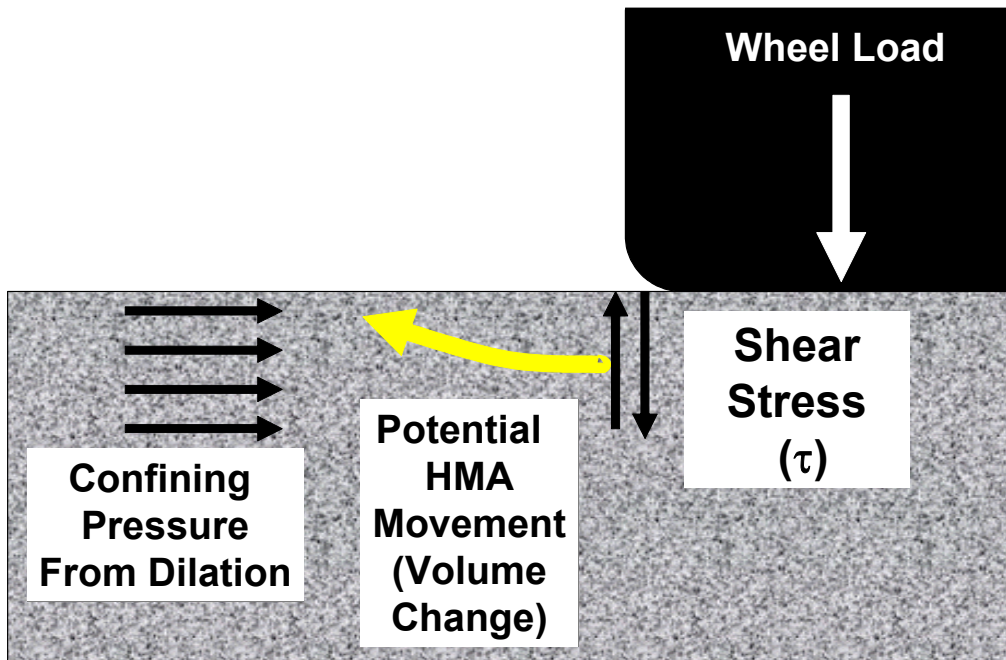 Wheel Load
Shear
Stress
(τ)
Potential
HMA
Movement
(Volume
Change)
Confining
Pressure
From Dilation